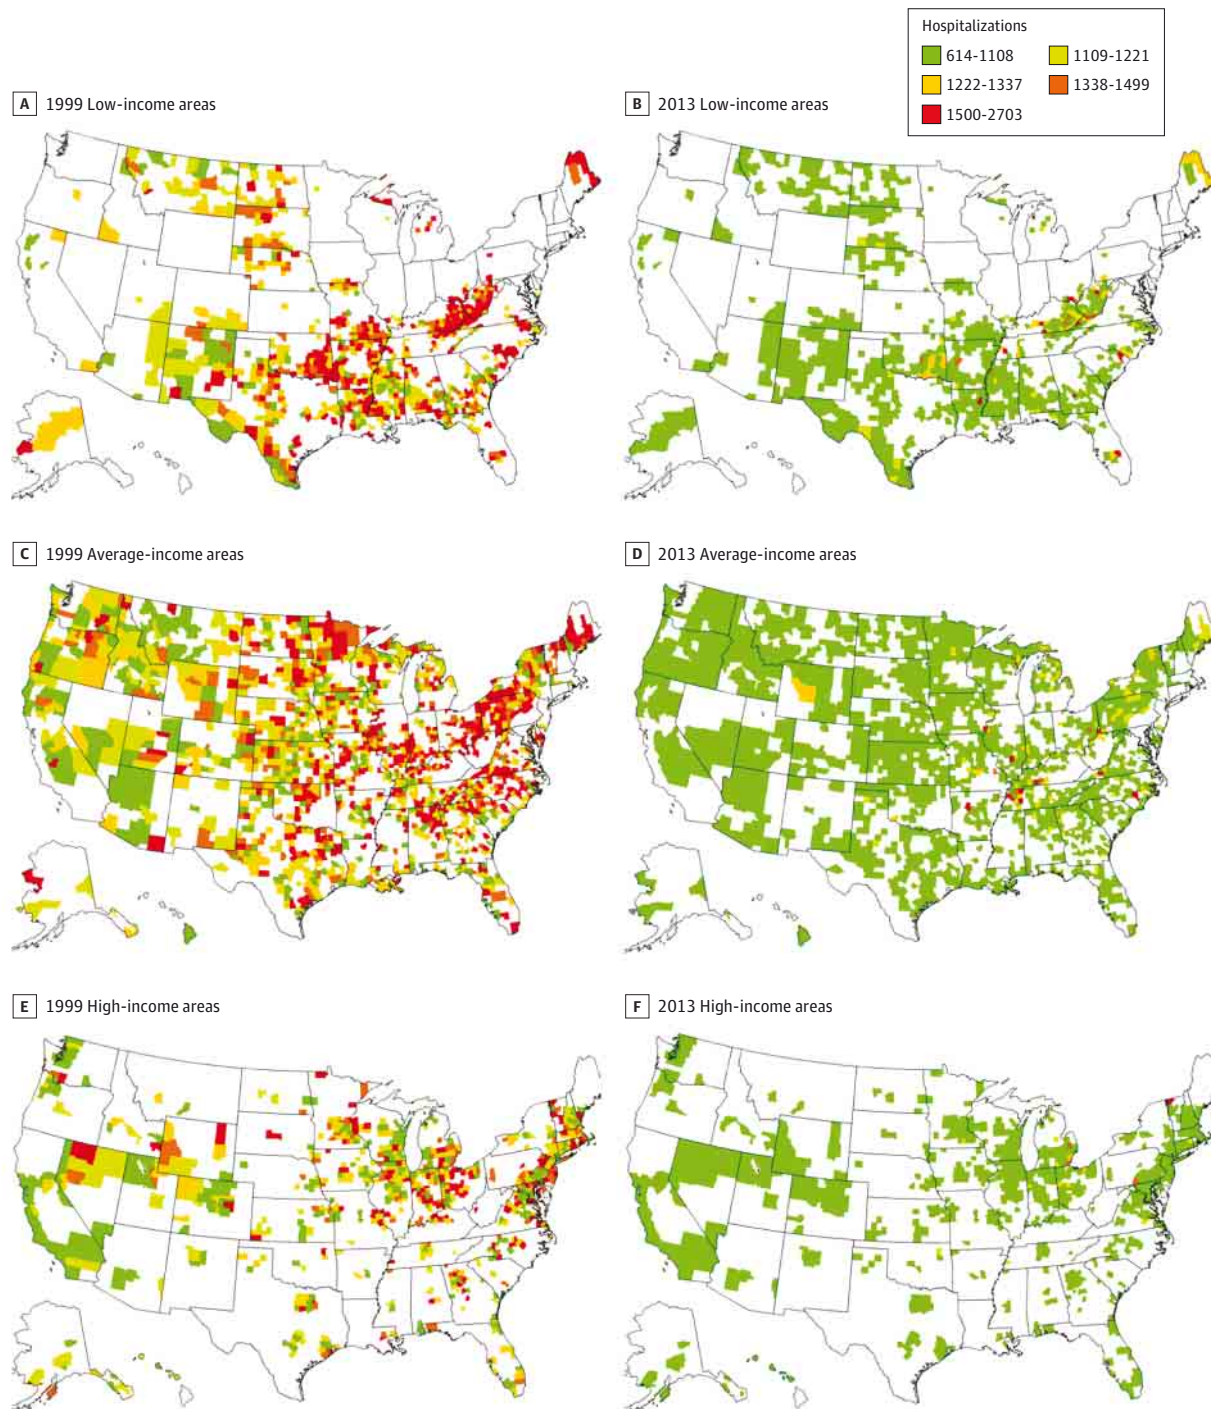 Hospitalizations
614-1108 1109-1221
1222-1337 1338-1499
1500-2703
A 1999 Low-income areas
B 2013 Low-income areas
C 1999 Average-income areas
D 2013 Average-income areas
E 1999 High-income areas
F 2013 High-income areas